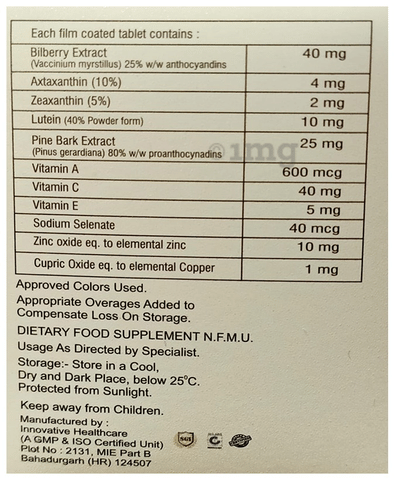 Each film coated tablet contains :
Bilberry Extract 40 mg
(Vaccinium myrstillus) 25% w/w anthocyandins
Axtaxanthin (10%) 4 mg
Zeaxanthin (5%) 2 mg
Lutein (40% Powder form) 10 mg
Pine Bark Extract 25 mg
(Pinus gerardiana) 80% w/w proanthocynadins
1mg
Vitamin A 600 mcg
Vitamin C 40 mg
Vitamin E 5 mg
Sodium Selenate 40 mcg
Zinc oxide eq. to elemental zinc 10 mg
Cupric Oxide eq. to elemental Copper 1 mg
Approved Colors Used.
Appropriate Overages Added to
Compensate Loss On Storage.
DIETARY FOOD SUPPLEMENT N.F.M.U.
Usage As Directed by Specialist.
Storage:- Store in a Cool,
Dry and Dark Place, below 25°C.
Protected from Sunlight.
Keep away from Children.
Manufactured by :
Innovative Healthcare
(A GMP & ISO Certified Unit)
Plot No : 2131, MIE Part B
Bahadurgarh (HR) 124507
SGI